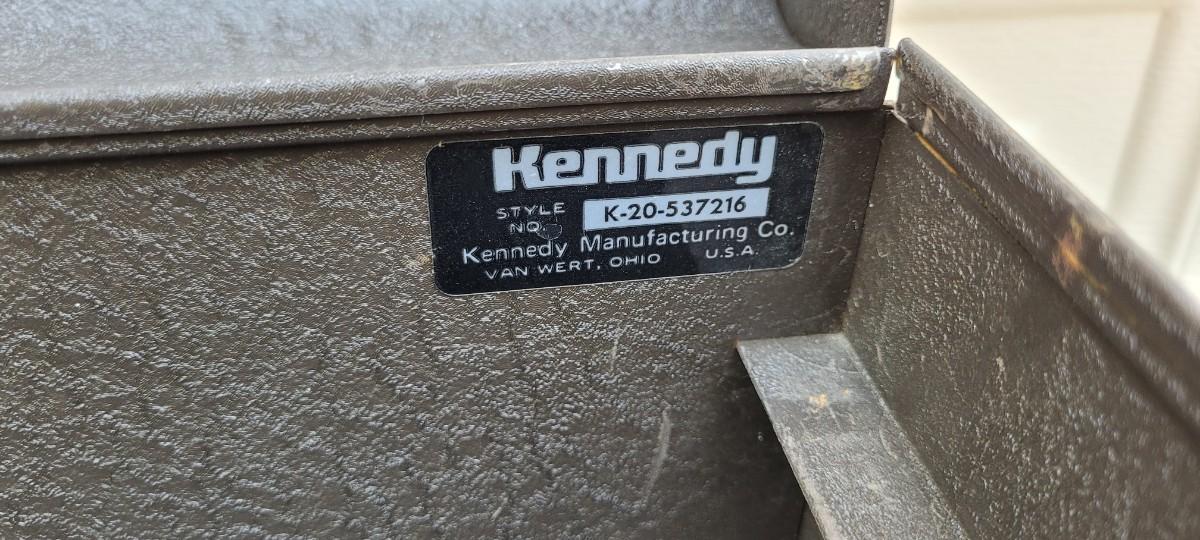 Kennedy
STYLE
NO. K-20-537216
Kennedy Manufacturing Co.
VAN WERT, OHIO U.S.A.